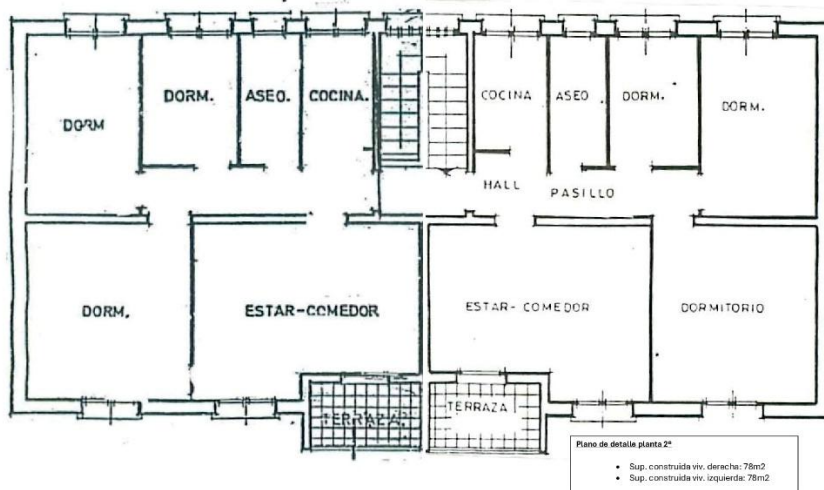 DORM
DORM.
ASEO.
COCINA.
COCINA
ASEO
DORM.
DORM.
HALL
PASILLO
DORM.
ESTAR-COMEDOR
ESTAR- COMEDOR
DORMITORIO
TERRAZA.
TERRAZA
Plano de detalle planta 2ª
• Sup. construida viv. derecha: 78m2
• Sup. construida viv. izquierda: 78m2